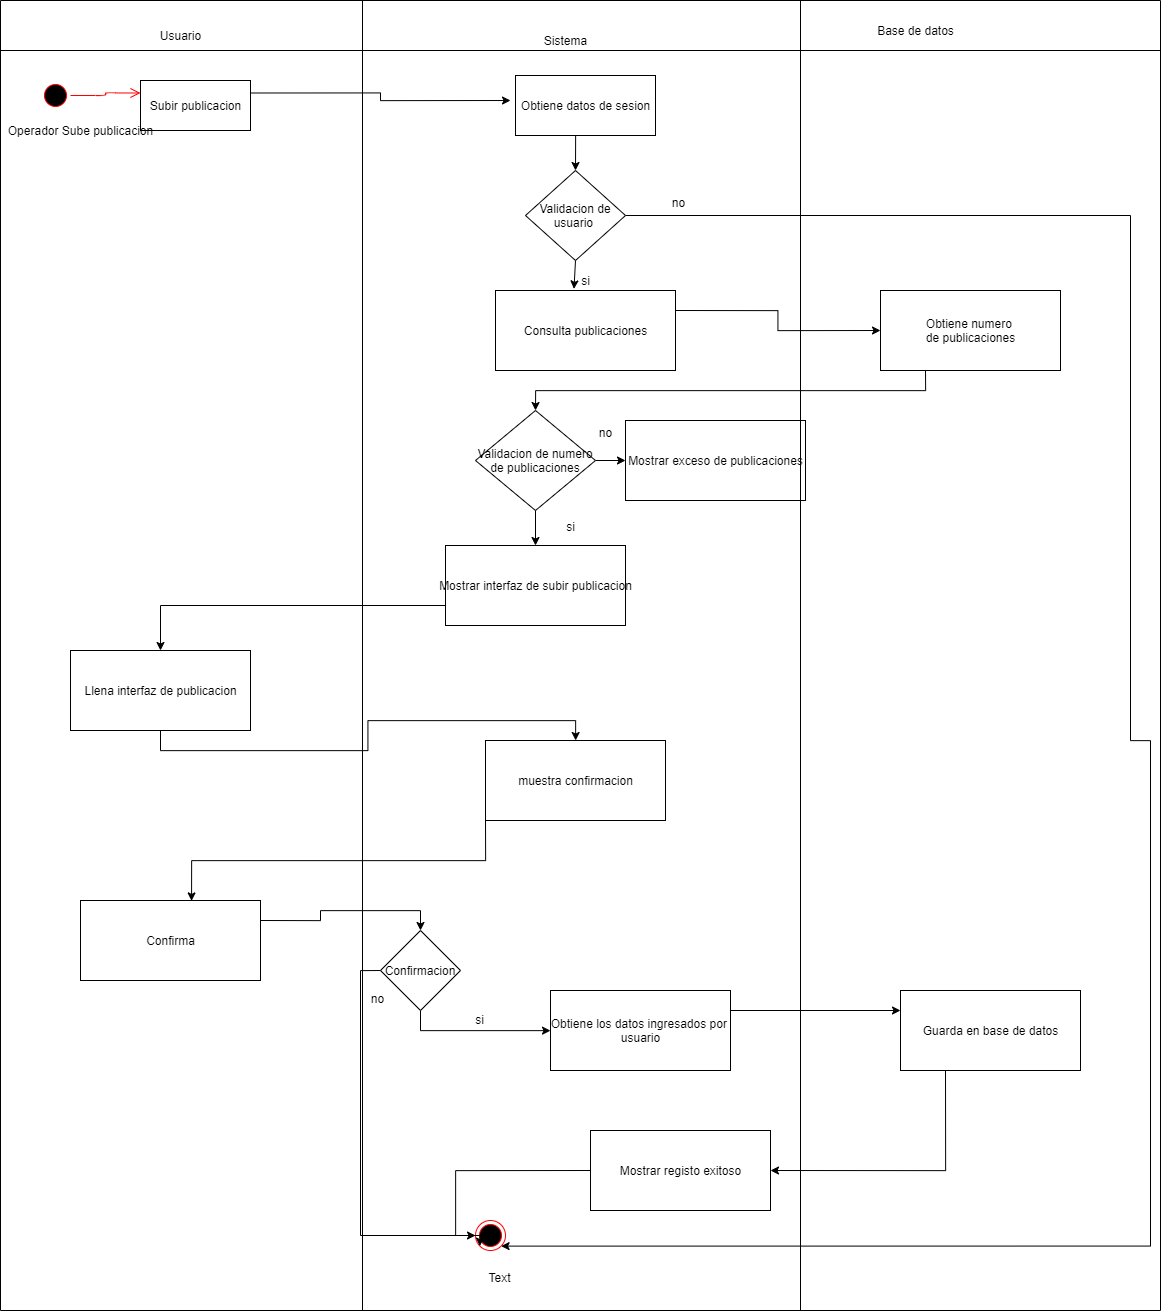 Usuario
Sistema
Base de datos
Operador Sube publicacion
Subir publicacion
Obtiene datos de sesion
Validacion de
usuario
no
si
Consulta publicaciones
Obtiene numero
de publicaciones
Validacion de numero
de publicaciones
no
Mostrar exceso de publicaciones
si
Mostrar interfaz de subir publicacion
Llena interfaz de publicacion
muestra confirmacion
Confirma
Confirmacion
no
si
Obtiene los datos ingresados por
usuario
Guarda en base de datos
Mostrar registo exitoso
Text